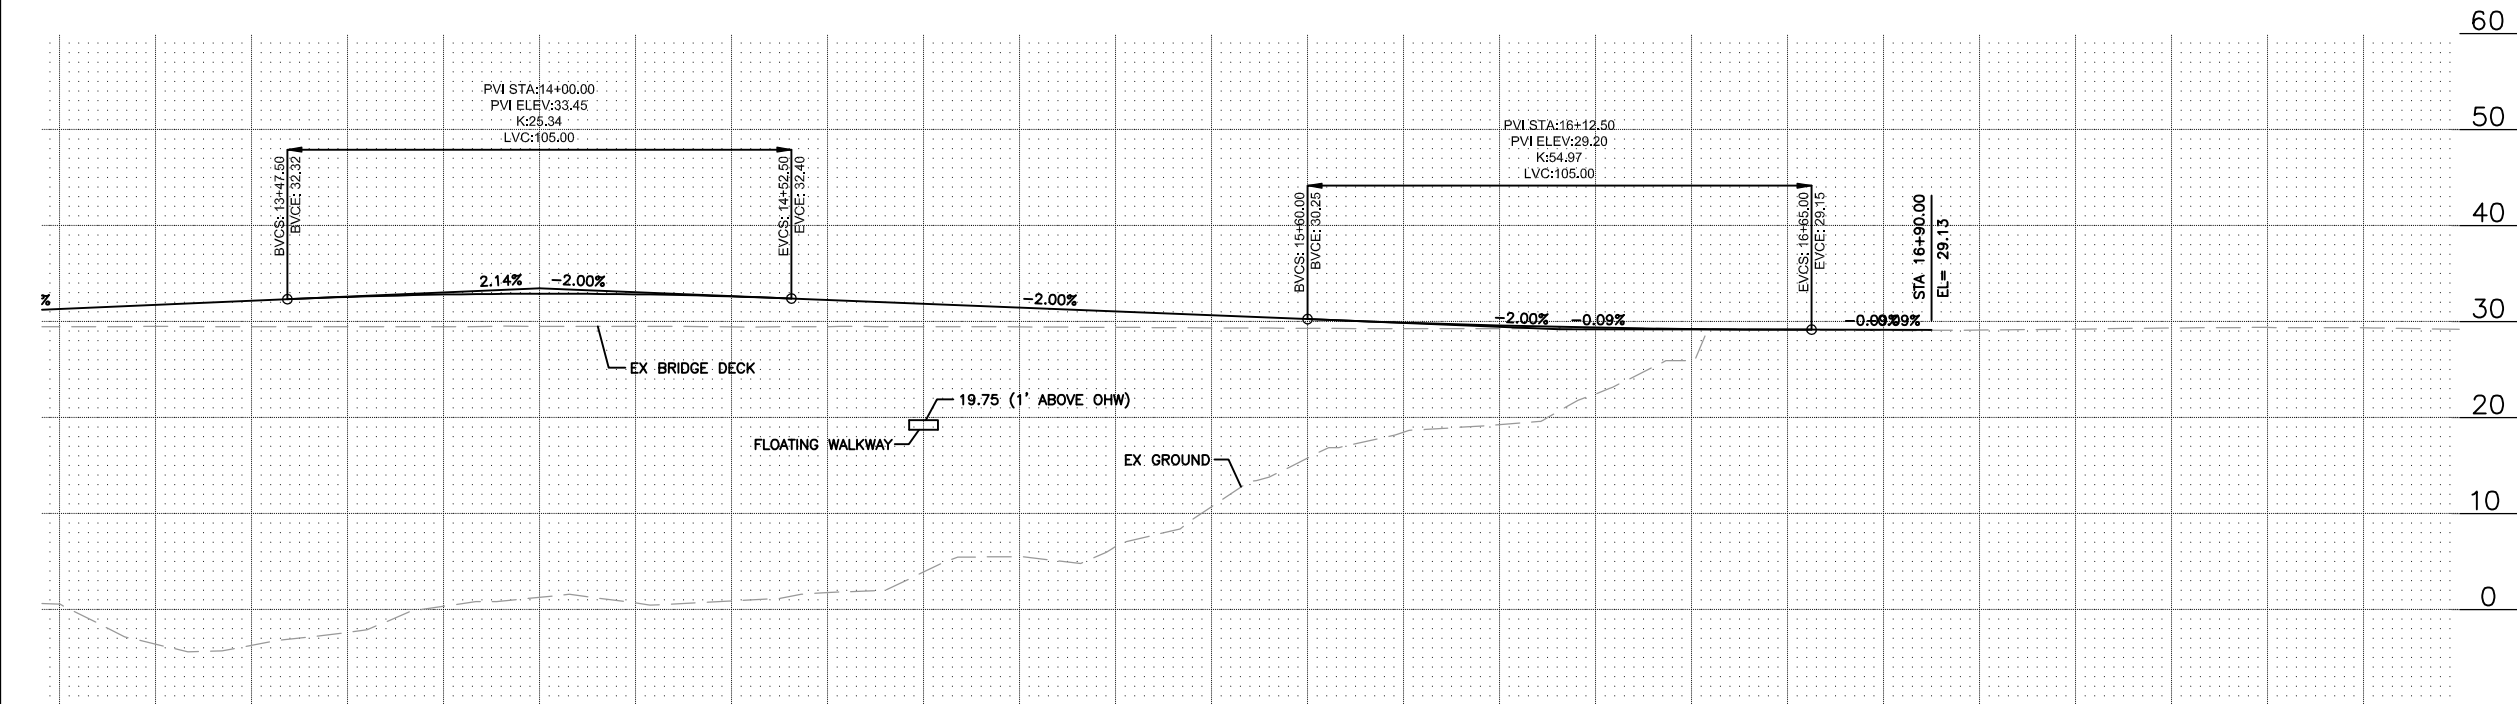 60
PVI STA:14+00.00
PVI ELEV:33.45
K:25.34
LVC:105.00
50
PVI STA:16+12.50
PVI ELEV:29.20
K:54.97
LVC:105.00
BVCS: 13+47.50
BVCE: 32.32
EVCS: 14+52.50
EVCE: 32.40
BVCS: 15+60.00
BVCE: 30.25
EVCS: 16+65.00
EVCE: 29.15
STA 16+90.00
EL= 29.13
40
%
2.14%
-2.00%
-2.00%
-2.00%
-0.09%
-0.09%
30
EX BRIDGE DECK
19.75 (1' ABOVE OHW)
20
FLOATING WALKWAY
EX GROUND
10
0